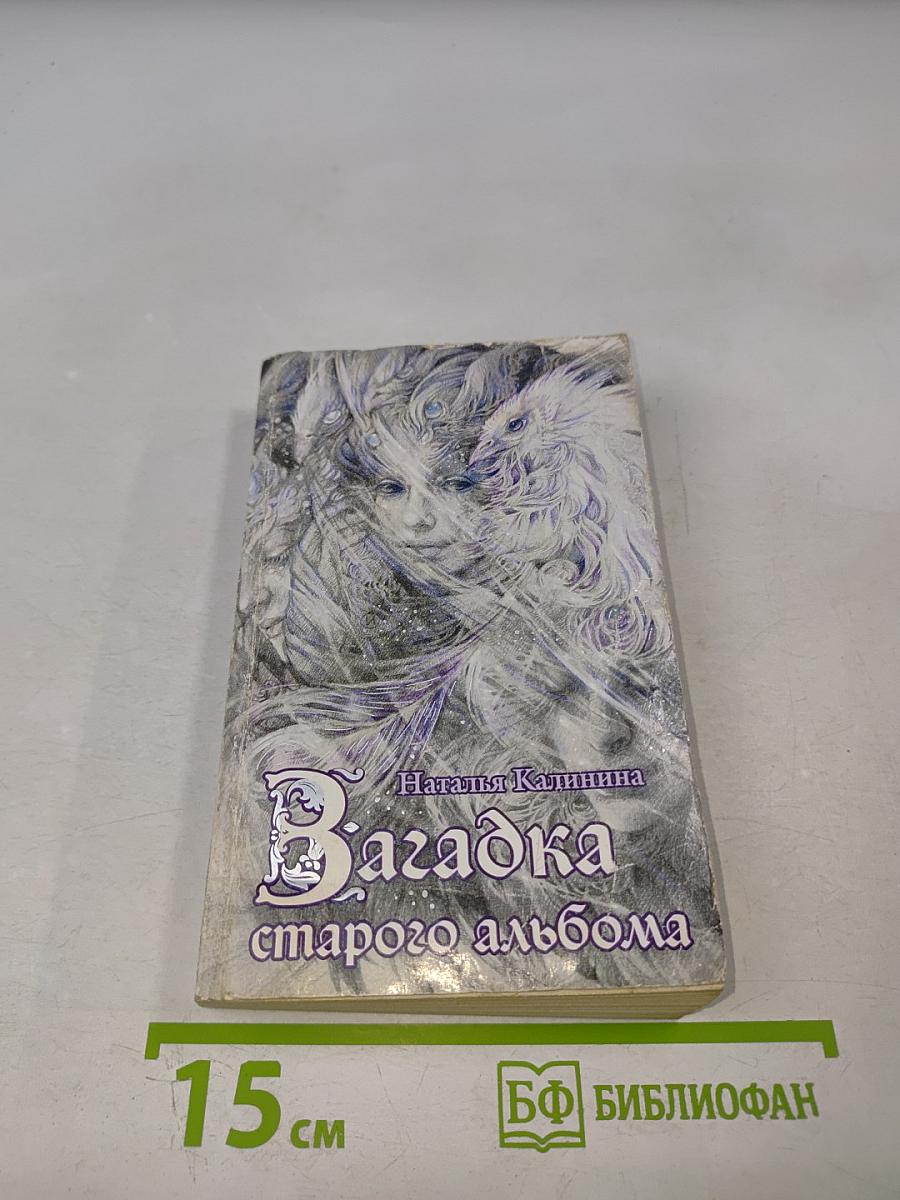 Наталья Калинина
Загадка
старого альбома
15 см
БФ БИБЛИОФАН